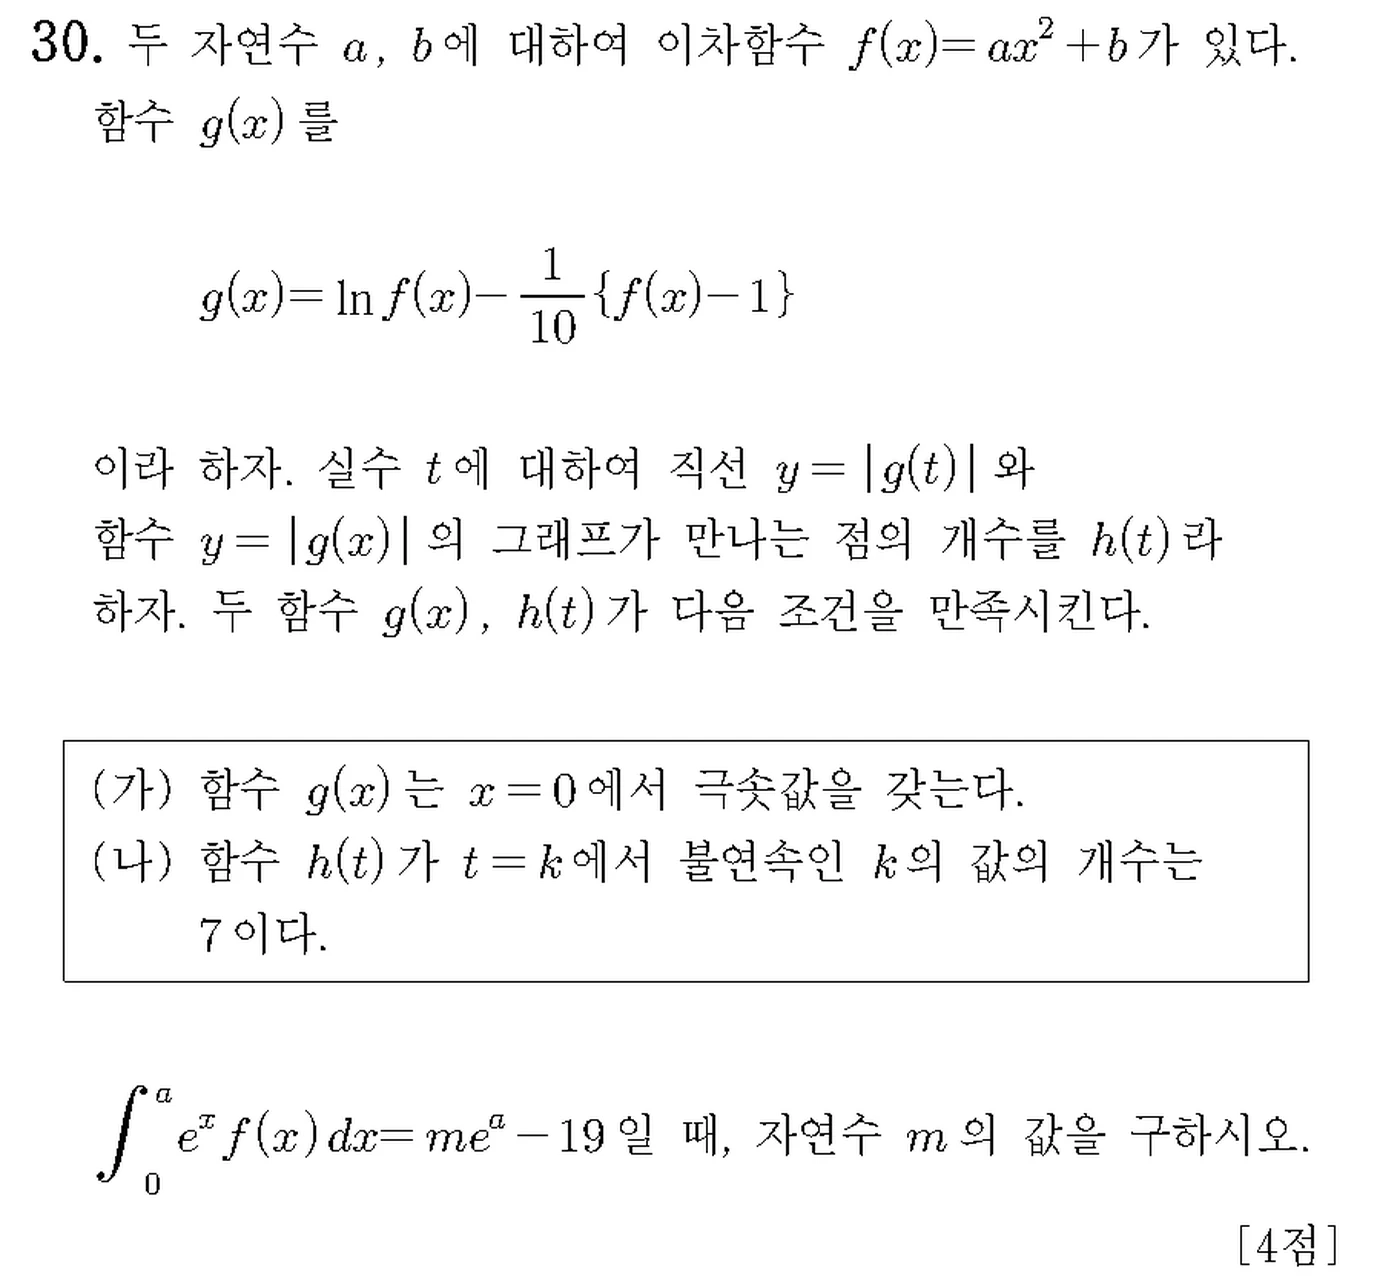 30. 두 자연수 a, b에 대하여 이차함수 f(x)=ax²+b가 있다.
함수 g(x)를
g(x)=ln f(x)−1/10{f(x)−1}
이라 하자. 실수 t에 대하여 직선 y=|g(t)|와
함수 y=|g(x)|의 그래프가 만나는 점의 개수를 h(t)라
하자. 두 함수 g(x), h(t)가 다음 조건을 만족시킨다.
(가) 함수 g(x)는 x=0에서 극솟값을 갖는다.
(나) 함수 h(t)가 t=k에서 불연속인 k의 값의 개수는
7이다.
∫₀ᵃ eˣf(x)dx=meᵃ−19일 때, 자연수 m의 값을 구하시오.
[4점]